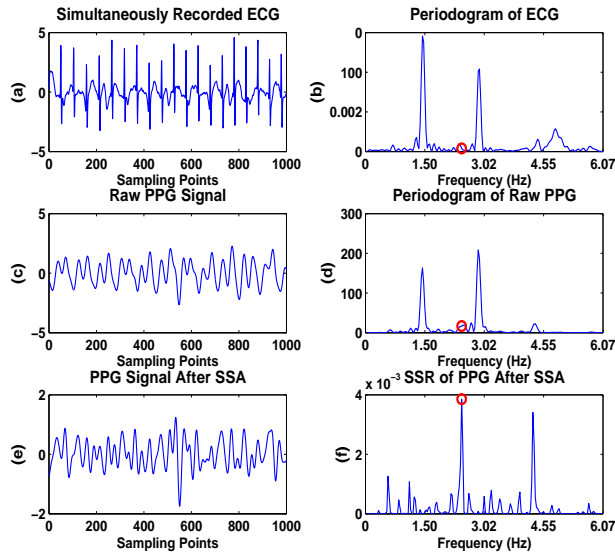 Simultaneously Recorded ECG
5
0
−5
(a)
0 200 400 600 800 1000
Sampling Points
Periodogram of ECG
0
100
0.002
(b)
0 1.50 3.02 4.55 6.07
Frequency (Hz)
Raw PPG Signal
5
0
−5
(c)
0 200 400 600 800 1000
Sampling Points
Periodogram of Raw PPG
300
200
100
0
(d)
0 1.50 3.02 4.55 6.07
Frequency (Hz)
PPG Signal After SSA
2
0
−2
(e)
0 200 400 600 800 1000
Sampling Points
SSR of PPG After SSA
x 10⁻³
4
2
0
(f)
0 1.50 3.02 4.55 6.07
Frequency (Hz)